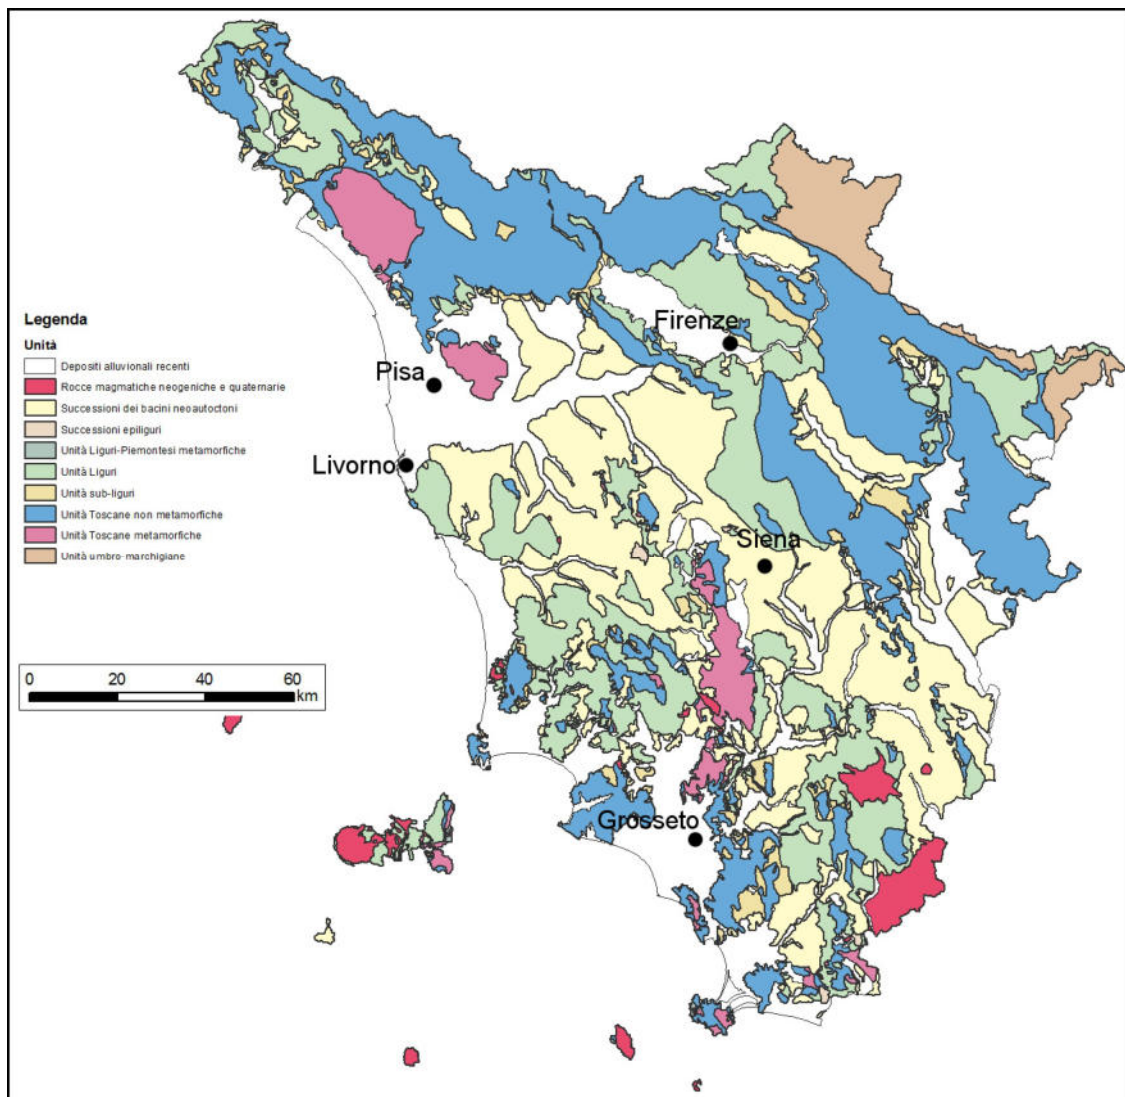 Firenze
Pisa
Livorno
Siena
Grosseto
Legenda
Unità
Depositi alluvionali recenti
Rocce magmatiche neogeniche e quaternarie
Successioni dei bacini neoautoctoni
Successioni epiliguri
Unità Liguri-Piemontesi metamorfiche
Unità Liguri
Unità sub-liguri
Unità Toscane non metamorfiche
Unità Toscane metamorfiche
Unità umbro-marchigiane
0 20 40 60
km